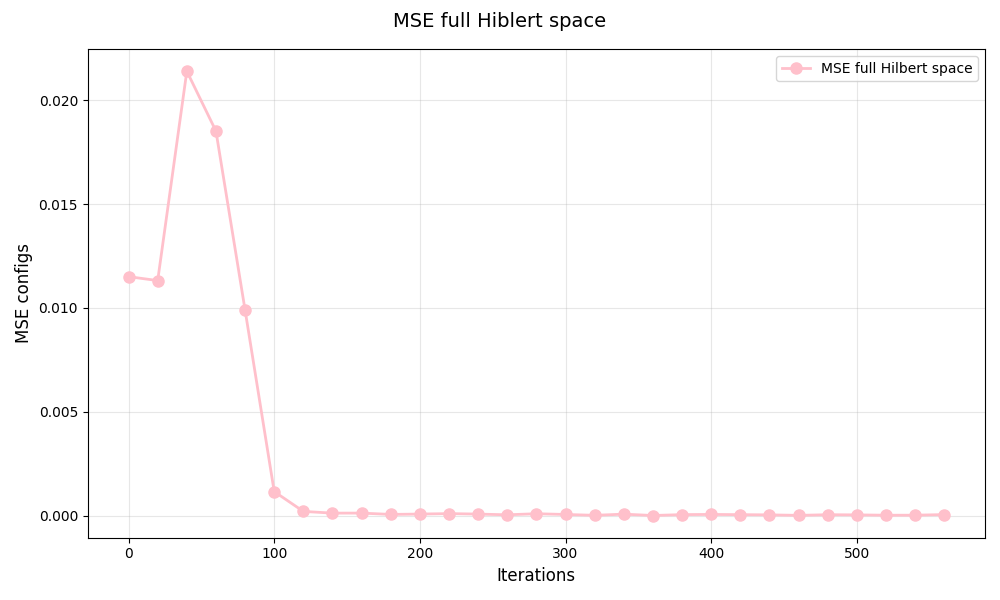 MSE full Hiblert space
MSE full Hilbert space
0.020
0.015
0.010
0.005
0.000
MSE configs
0 100 200 300 400 500
Iterations